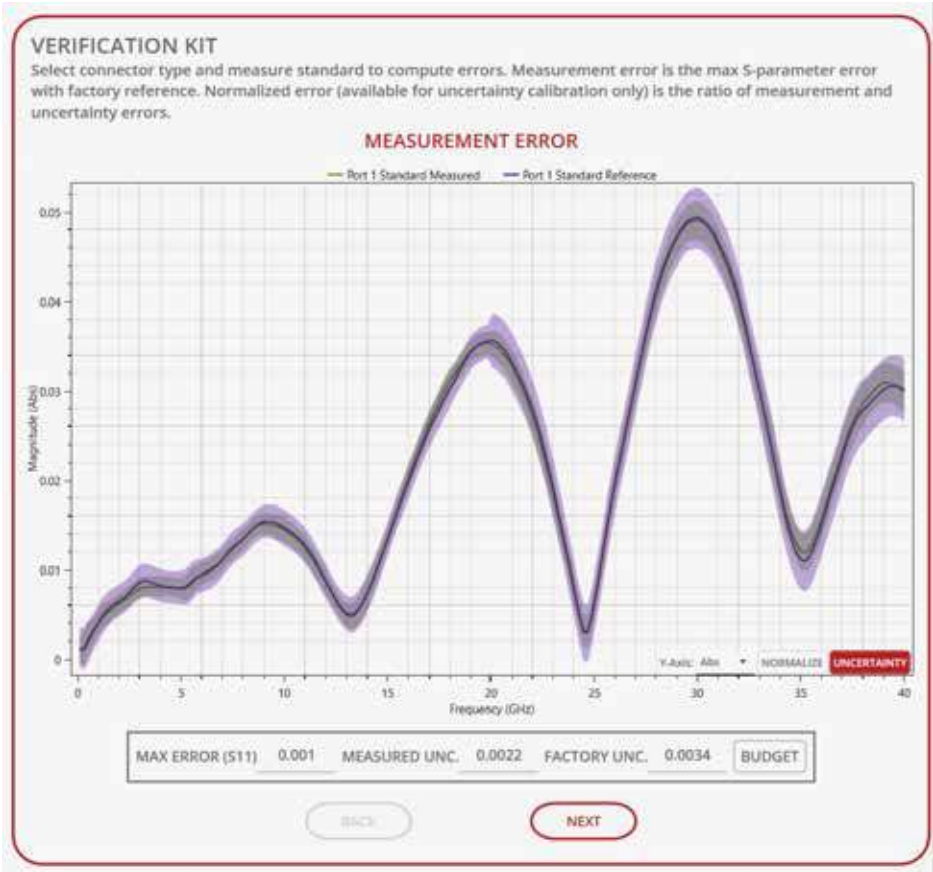 VERIFICATION KIT
Select connector type and measure standard to compute errors. Measurement error is the max S-parameter error
with factory reference. Normalized error (available for uncertainty calibration only) is the ratio of measurement and
uncertainty errors.
MEASUREMENT ERROR
Port 1 Standard Measured Port 1 Standard Reference
0.05
0.04
0.03
Magnitude (Abs)
0.02
0.01
0
Y-Axis: Abs NORMALIZE UNCERTAINTY
0 5 10 15 20 25 30 35 40
Frequency (GHz)
MAX ERROR (S11) 0.001 MEASURED UNC. 0.0022 FACTORY UNC. 0.0034 BUDGET
BACK NEXT